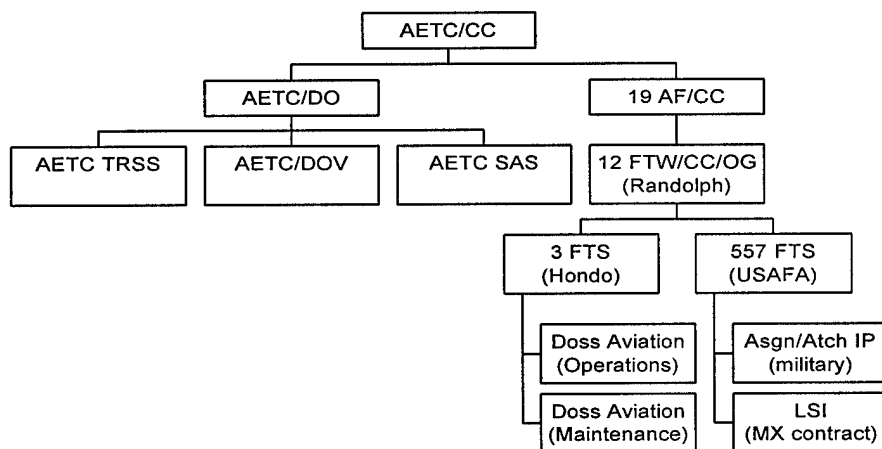 AETC/CC
AETC/DO
19 AF/CC
AETC TRSS
AETC/DOV
AETC SAS
12 FTW/CC/OG
(Randolph)
3 FTS
(Hondo)
557 FTS
(USAFA)
Doss Aviation
(Operations)
Asgn/Atch IP
(military)
Doss Aviation
(Maintenance)
LSI
(MX contract)